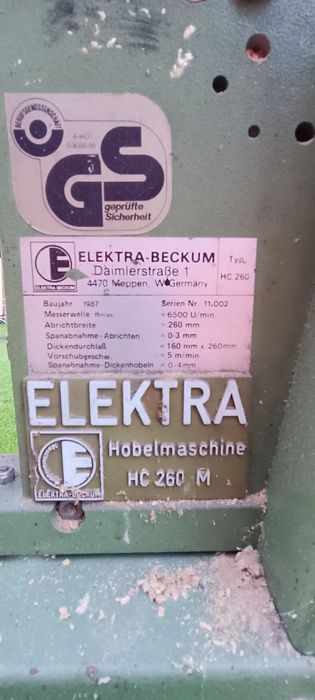 BERUFSGENOSSENSCHAFT
GS
geprüfte
Sicherheit
ELEKTRA-BECKUM
Daimlerstraße 1
4470 Meppen, W.Germany
Typ:
HC 260
E
ELEKTRA BECKUM
Baujahr 1987 Serien Nr. 11.002
Messerwelle n max. = 6500 U/min.
Abrichtbreite = 260 mm
Spanabnahme-Abrichten = 0-3 mm
Dickendurchlaß = 160 mm x 260 mm
Vorschubgeschw. = 5 m/min.
Spanabnahme-Dickenhobeln = 0-4 mm
ELEKTRA
E
Hobelmaschine
HC 260 M
ELEKTRA-BECKUM